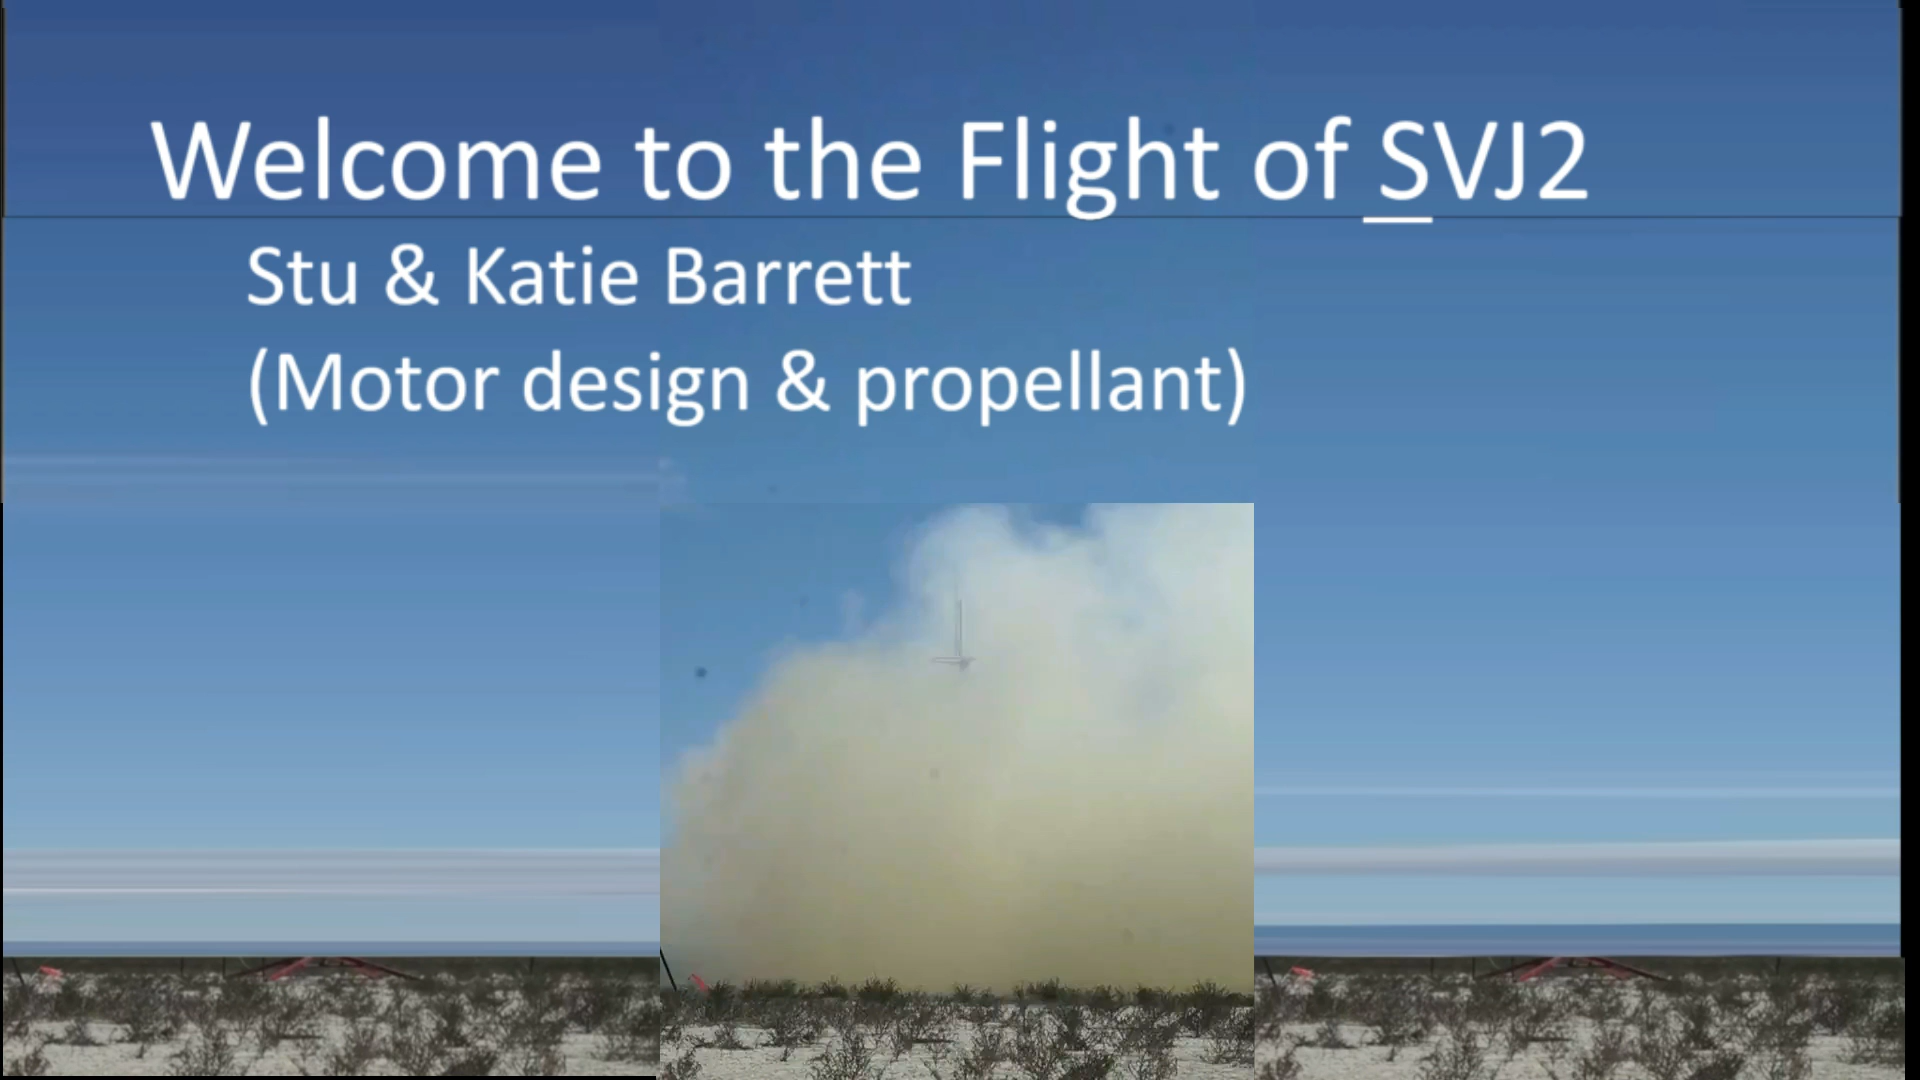 Welcome to the Flight of SVJ2
Stu & Katie Barrett
(Motor design & propellant)